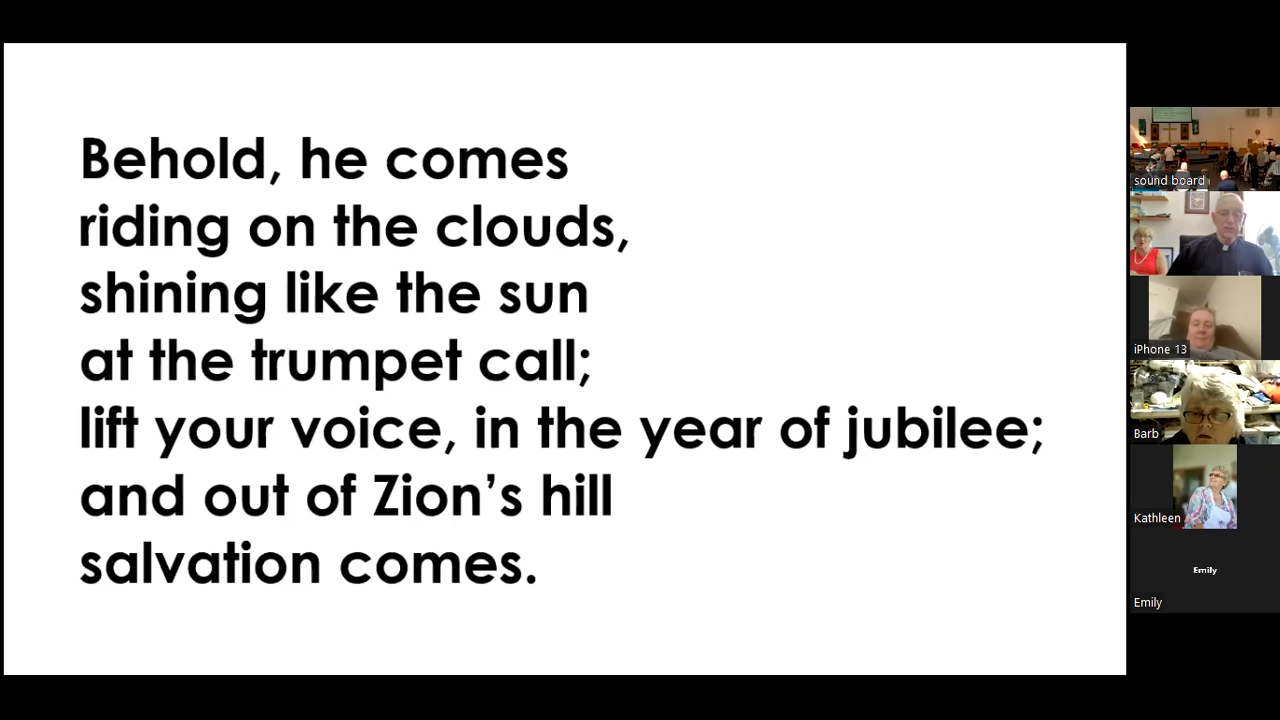 Behold, he comes
riding on the clouds,
shining like the sun
at the trumpet call;
lift your voice, in the year of jubilee;
and out of Zion’s hill
salvation comes.
sound board
iPhone 13
Barb
Kathleen
Emily
Emily